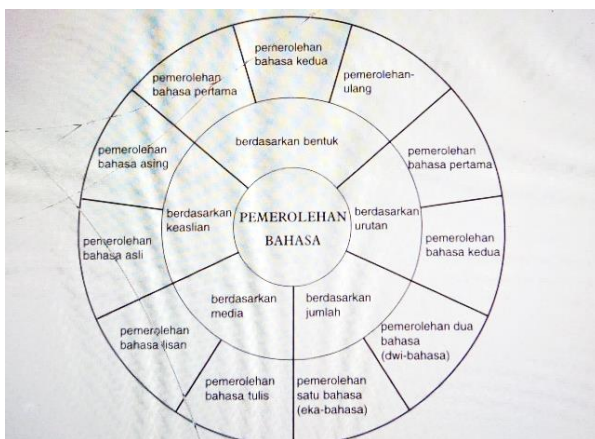 pemerolehan
bahasa kedua
pemerolehan
bahasa pertama
pemerolehan-
ulang
berdasarkan bentuk
pemerolehan
bahasa asing
pemerolehan
bahasa pertama
berdasarkan
keaslian
PEMEROLEHAN
BAHASA
berdasarkan
urutan
pemerolehan
bahasa asli
pemerolehan
bahasa kedua
berdasarkan
media
berdasarkan
jumlah
pemerolehan
bahasa lisan
pemerolehan dua
bahasa
(dwi-bahasa)
pemerolehan
bahasa tulis
pemerolehan
satu bahasa
(eka-bahasa)